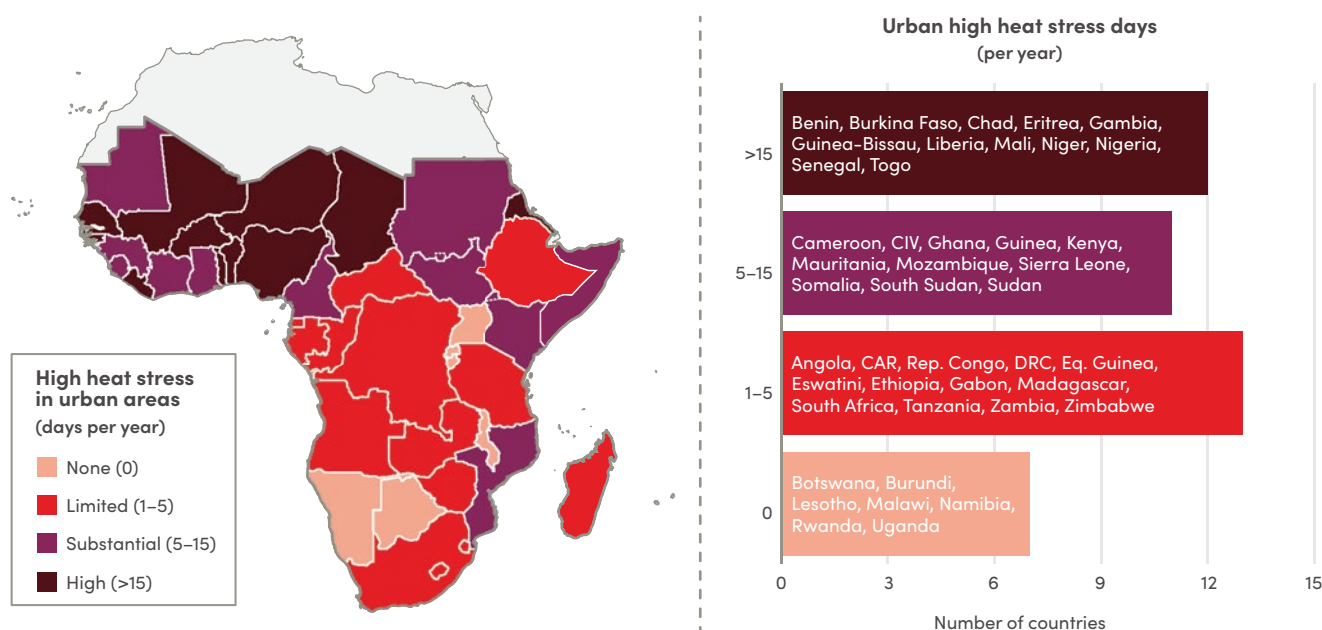 High heat stress
in urban areas
(days per year)
None (0)
Limited (1–5)
Substantial (5–15)
High (>15)
Urban high heat stress days
(per year)
>15
Benin, Burkina Faso, Chad, Eritrea, Gambia,
Guinea-Bissau, Liberia, Mali, Niger, Nigeria,
Senegal, Togo
5–15
Cameroon, CIV, Ghana, Guinea, Kenya,
Mauritania, Mozambique, Sierra Leone,
Somalia, South Sudan, Sudan
1–5
Angola, CAR, Rep. Congo, DRC, Eq. Guinea,
Eswatini, Ethiopia, Gabon, Madagascar,
South Africa, Tanzania, Zambia, Zimbabwe
0
Botswana, Burundi,
Lesotho, Malawi, Namibia,
Rwanda, Uganda
0 3 6 9 12 15
Number of countries